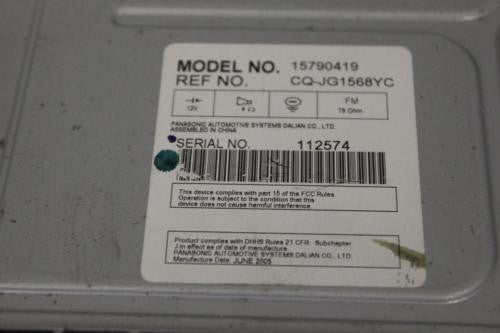 MODEL NO. 15790419
REF NO. CQ-JG1568YC
12V
4 Ω
FM
75 Ohm
PANASONIC AUTOMOTIVE SYSTEMS DALIAN CO., LTD.
ASSEMBLED IN CHINA
SERIAL NO. 112574
This device complies with part 15 of the FCC Rules.
Operation is subject to the condition that this
device does not cause harmful interference.
Product complies with DHHS Rules 21 CFR. Subchapter
J in effect as of date of manufacture.
PANASONIC AUTOMOTIVE SYSTEMS DALIAN CO., LTD.
Manufacture Date: JUNE 2005